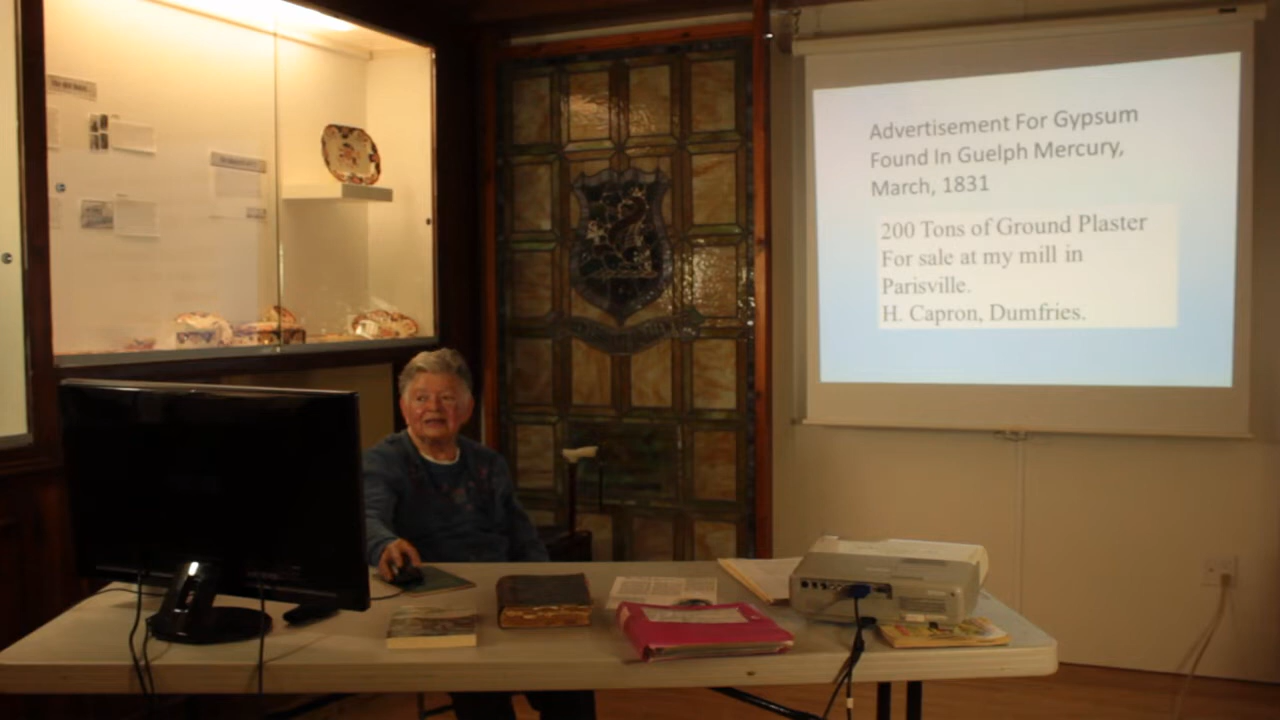 Advertisement For Gypsum
Found In Guelph Mercury,
March, 1831
200 Tons of Ground Plaster
For sale at my mill in
Parisville.
H. Capron, Dumfries.